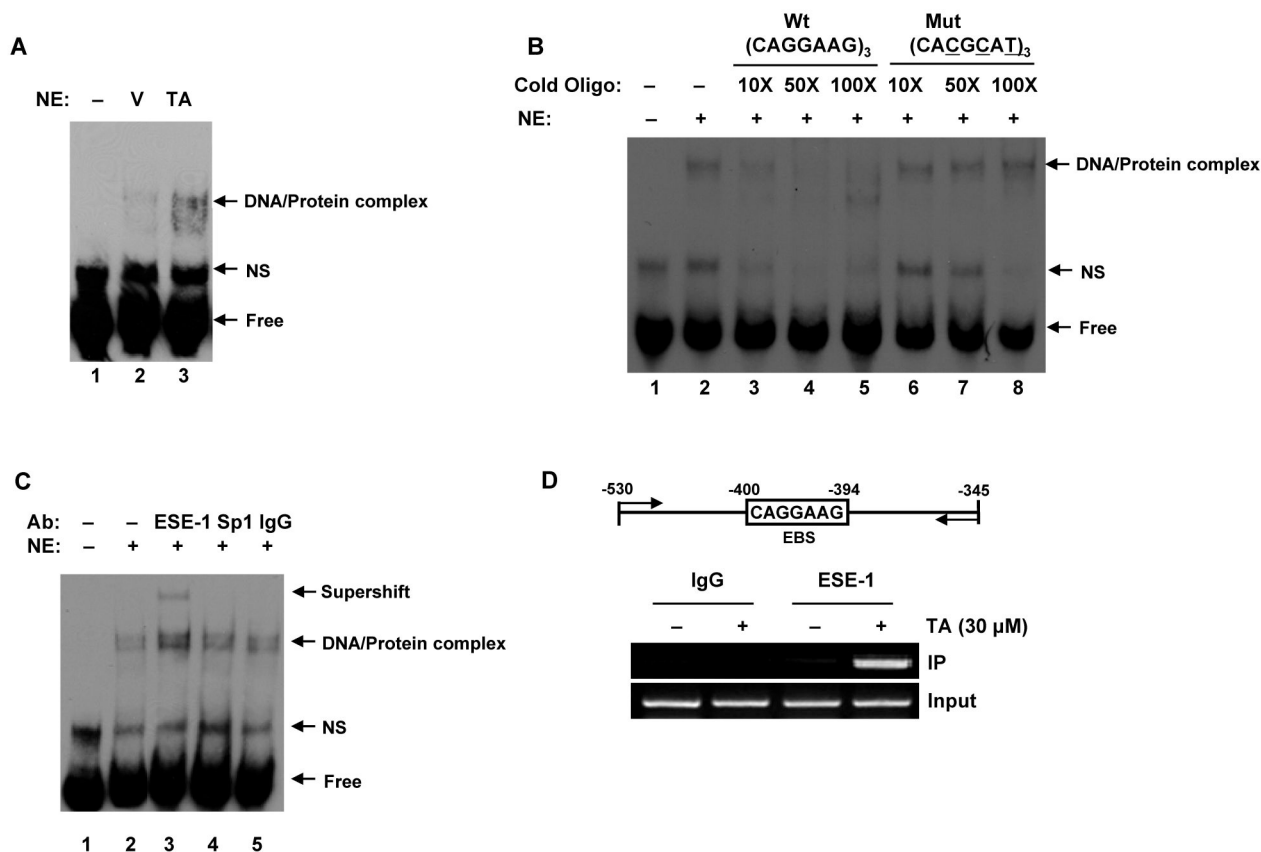 A
NE: – V TA
DNA/Protein complex
NS
Free
1 2 3
B
Wt Mut
(CAGGAAG)3 (CACGCAT)3
Cold Oligo: – – 10X 50X 100X 10X 50X 100X
NE: – + + + + + + +
DNA/Protein complex
NS
Free
1 2 3 4 5 6 7 8
C
Ab: – – ESE-1 Sp1 IgG
NE: – + + + +
Supershift
DNA/Protein complex
NS
Free
1 2 3 4 5
D
-530 -400 -394 -345
CAGGAAG
EBS
IgG ESE-1
– + – + TA (30 µM)
IP
Input